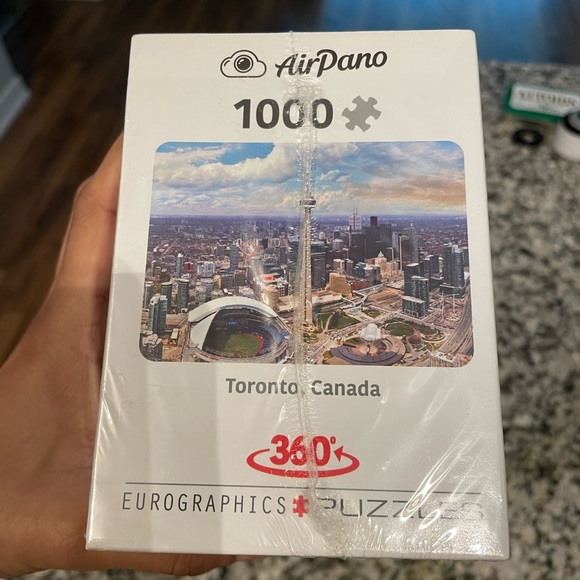 AirPano
1000
Toronto, Canada
360°
EUROGRAPHICS PUZZLES